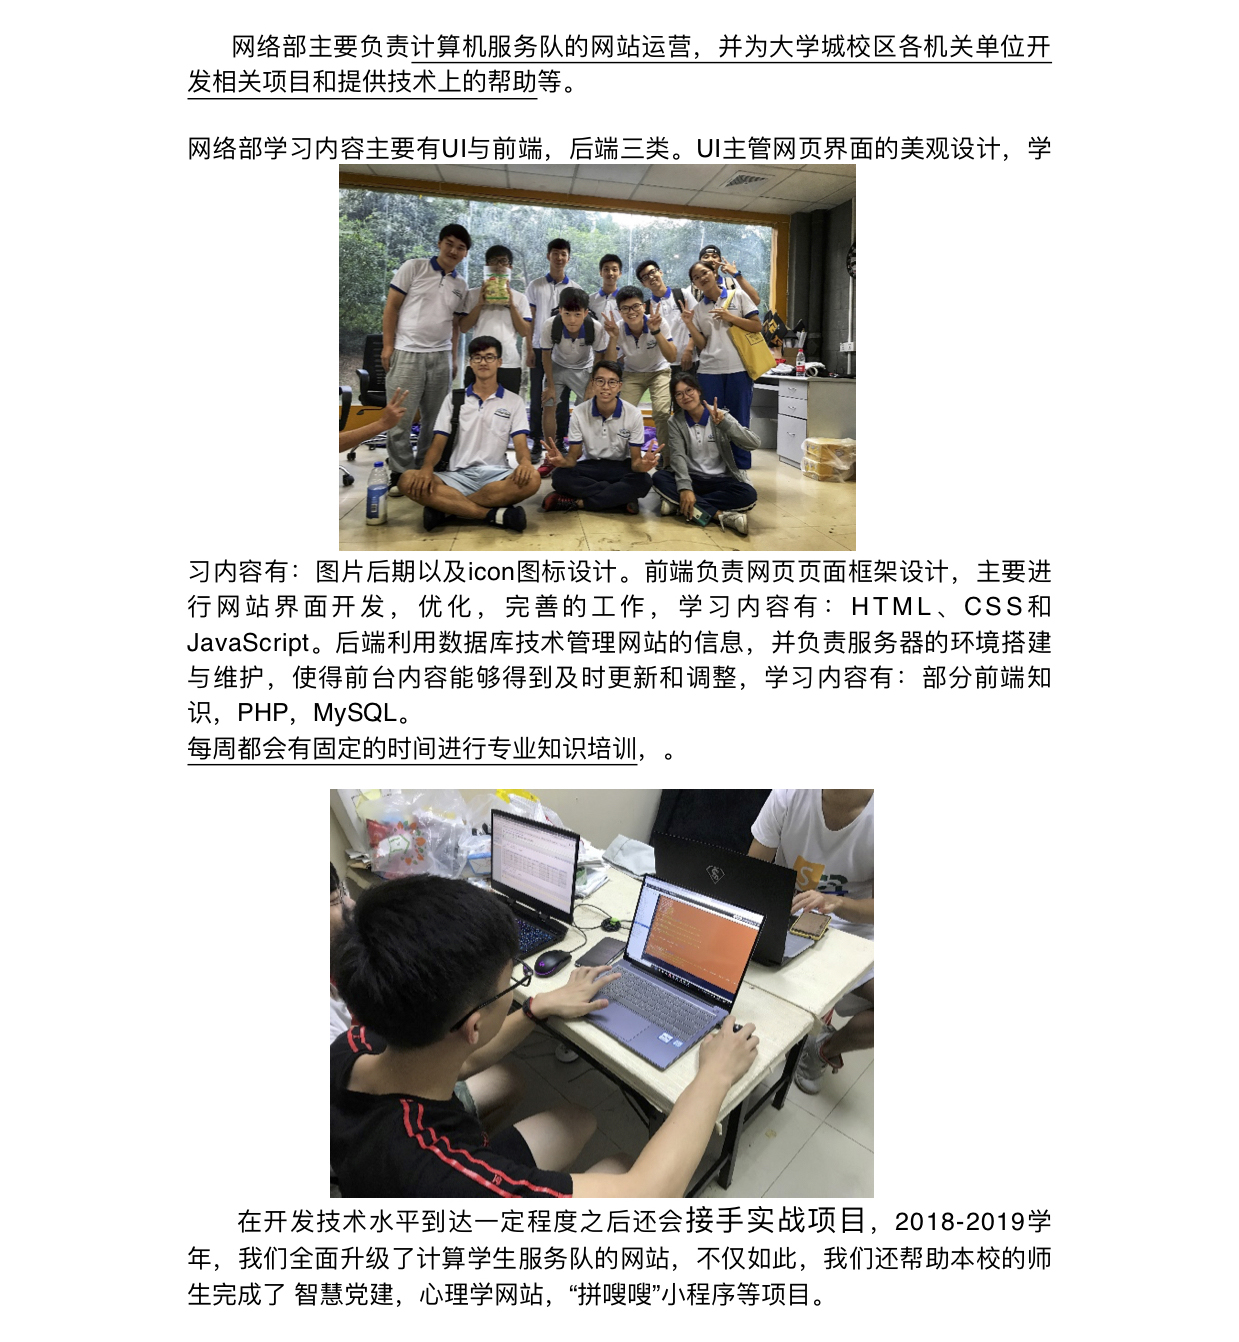 网络部主要负责计算机服务队的网站运营，并为大学城校区各机关单位开
发相关项目和提供技术上的帮助等。
网络部学习内容主要有UI与前端，后端三类。UI主管网页界面的美观设计，学
习内容有：图片后期以及icon图标设计。前端负责网页页面框架设计，主要进
行网站界面开发，优化，完善的工作，学习内容有：HTML、CSS和
JavaScript。后端利用数据库技术管理网站的信息，并负责服务器的环境搭建
与维护，使得前台内容能够得到及时更新和调整，学习内容有：部分前端知
识，PHP，MySQL。
每周都会有固定的时间进行专业知识培训，。
在开发技术水平到达一定程度之后还会接手实战项目，2018-2019学
年，我们全面升级了计算学生服务队的网站，不仅如此，我们还帮助本校的师
生完成了 智慧党建，心理学网站，“拼嗖嗖”小程序等项目。